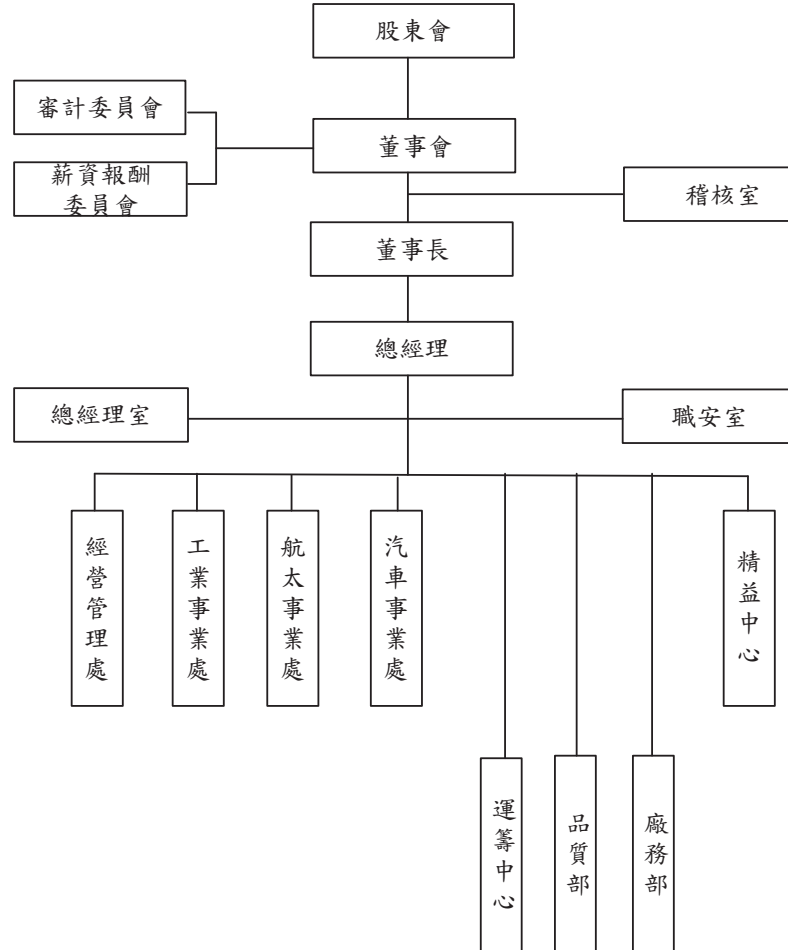 股東會
審計委員會
董事會
薪資報酬
委員會
稽核室
董事長
總經理
總經理室
職安室
經營管理處
工業事業處
航太事業處
汽車事業處
精益中心
運籌中心
品質部
廠務部